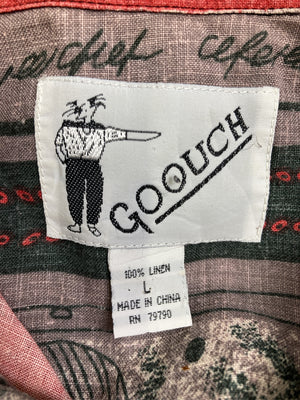 GOOUCH
100% LINEN
L
MADE IN CHINA
RN 79790